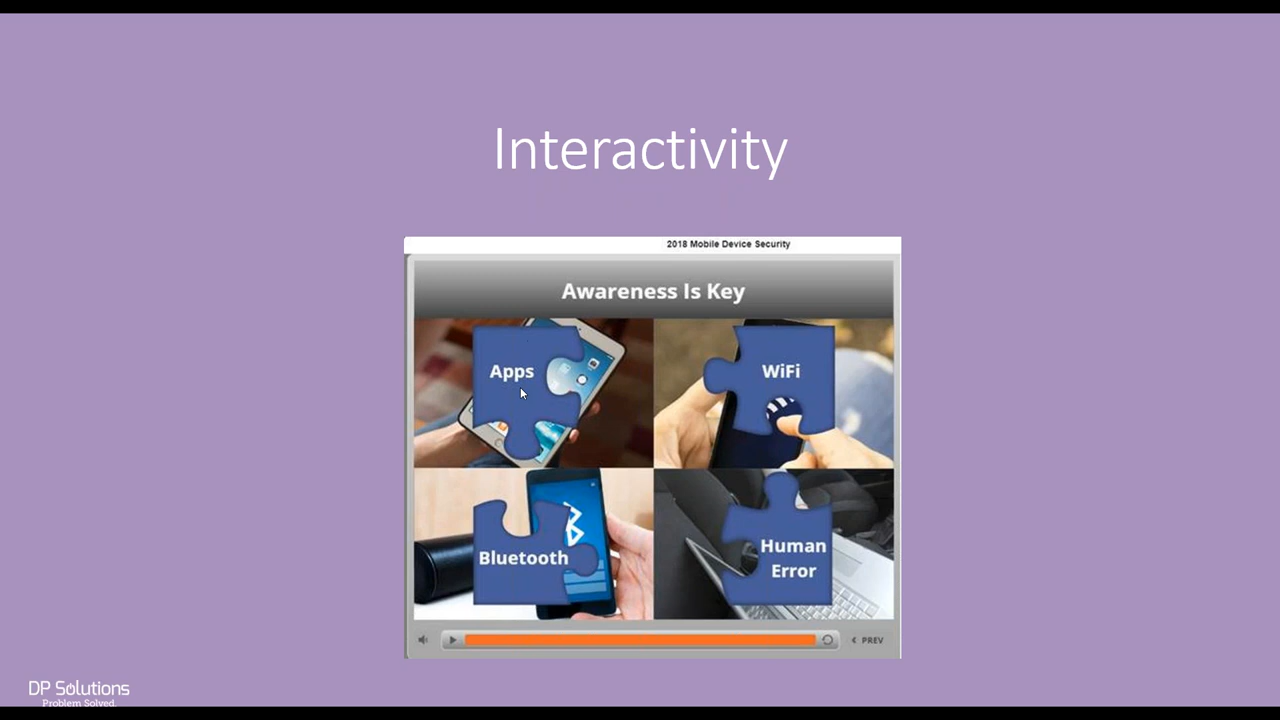 Interactivity
2018 Mobile Device Security
Awareness Is Key
Apps
WiFi
Bluetooth
Human
Error
PREV
DP Solutions
Problem Solved.